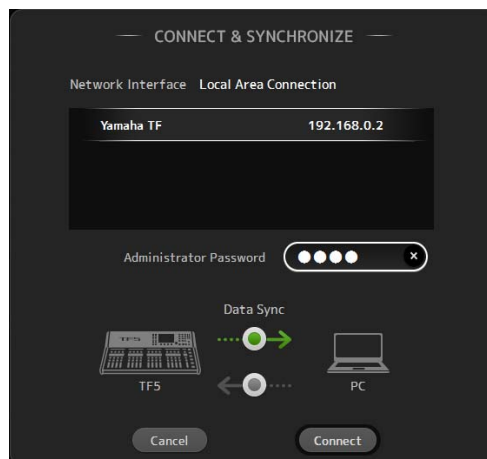 CONNECT & SYNCHRONIZE
Network Interface Local Area Connection
Yamaha TF 192.168.0.2
Administrator Password
Data Sync
TF5
TF5 PC
Cancel Connect